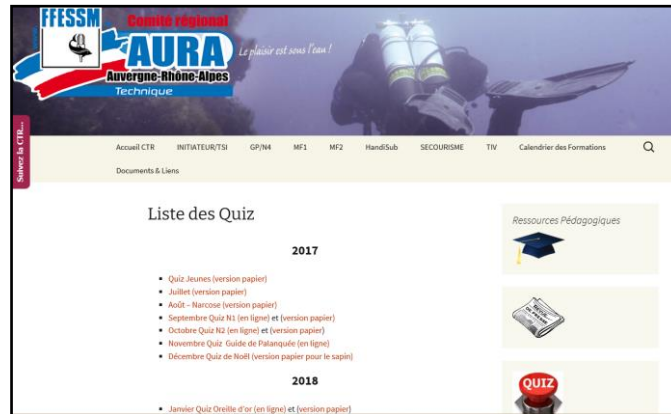 FFESSM
Comité régional
AURA
Auvergne-Rhône-Alpes
Technique
Le plaisir est sous l'eau !
Suivez la CTR...
Accueil CTR
INITIATEUR/TSI
GP/N4
MF1
MF2
HandiSub
SECOURISME
TIV
Calendrier des Formations
Documents & Liens
Liste des Quiz
2017
Quiz Jeunes (version papier)
Juillet (version papier)
Août – Narcose (version papier)
Septembre Quiz N1 (en ligne) et (version papier)
Octobre Quiz N2 (en ligne) et (version papier)
Novembre Quiz Guide de Palanquée (en ligne)
Décembre Quiz de Noël (version papier pour le sapin)
2018
Janvier Quiz Oreille d'or (en ligne) et (version papier)
Ressources Pédagogiques
REVUE
DE PRESSE
QUIZ